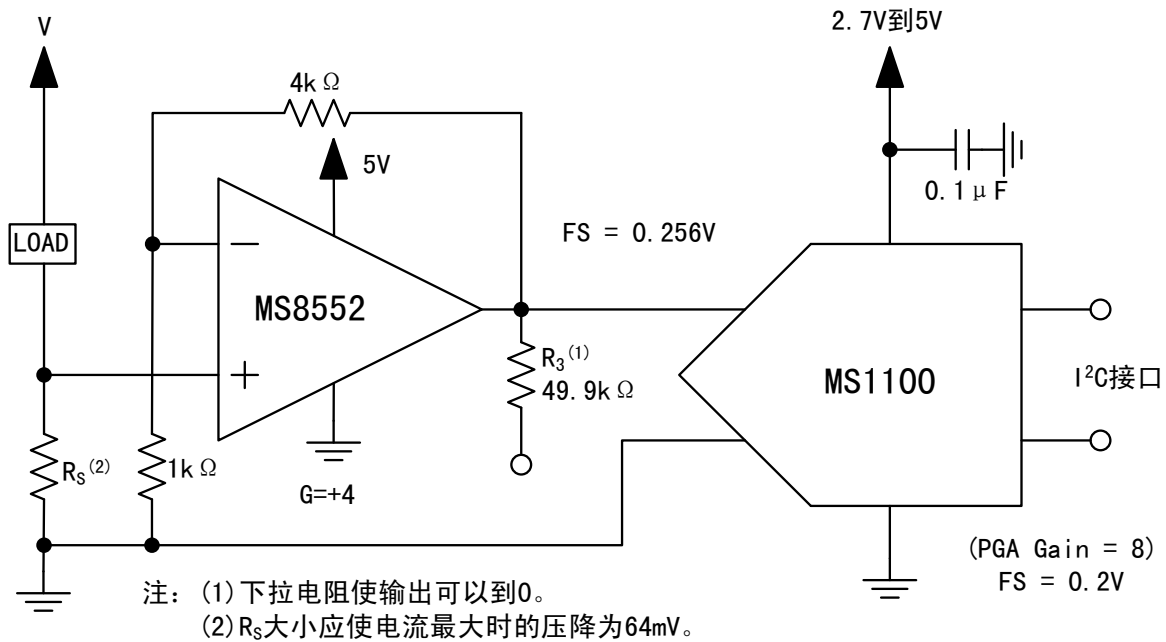 V
2.7V到5V
4kΩ
5V
0.1μF
LOAD
FS = 0.256V
−
MS8552
+
R3(1)
49.9kΩ
MS1100
I²C接口
RS(2)
1kΩ
G=+4
(PGA Gain = 8)
FS = 0.2V
注：(1)下拉电阻使输出可以到0。
(2)RS大小应使电流最大时的压降为64mV。